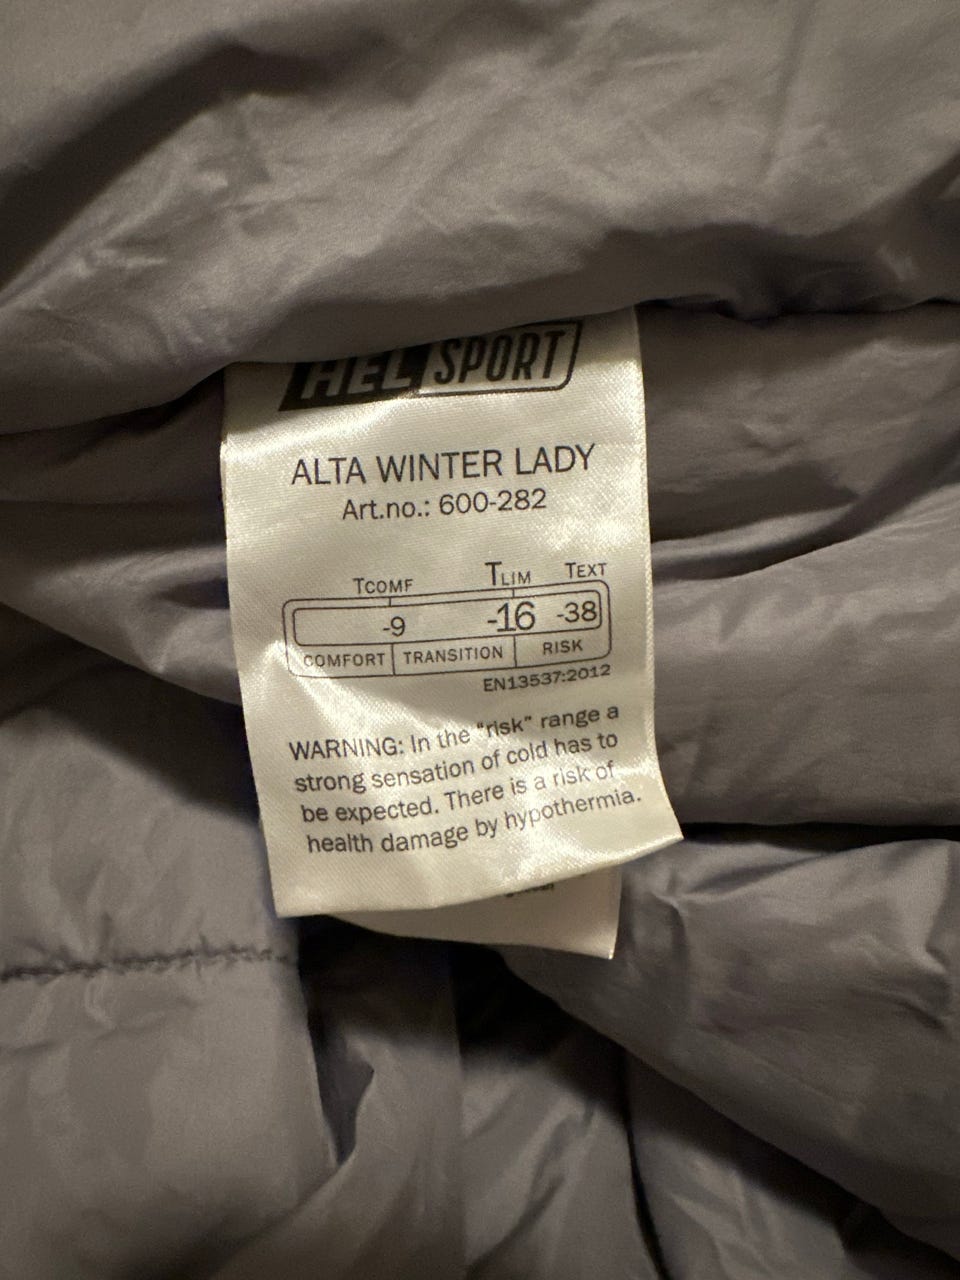 HELSPORT
ALTA WINTER LADY
Art.no.: 600-282
TCOMF TLIM TEXT
-9 -16 -38
COMFORT TRANSITION RISK
EN13537:2012
WARNING: In the "risk" range a
strong sensation of cold has to
be expected. There is a risk of
health damage by hypothermia.